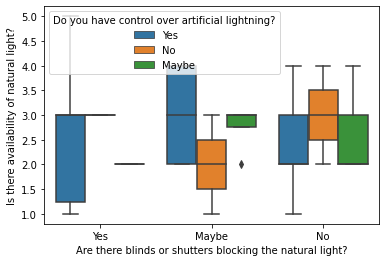 Do you have control over artificial lightning?
Yes
No
Maybe
Is there availability of natural light?
5.0
4.5
4.0
3.5
3.0
2.5
2.0
1.5
1.0
Yes Maybe No
Are there blinds or shutters blocking the natural light?